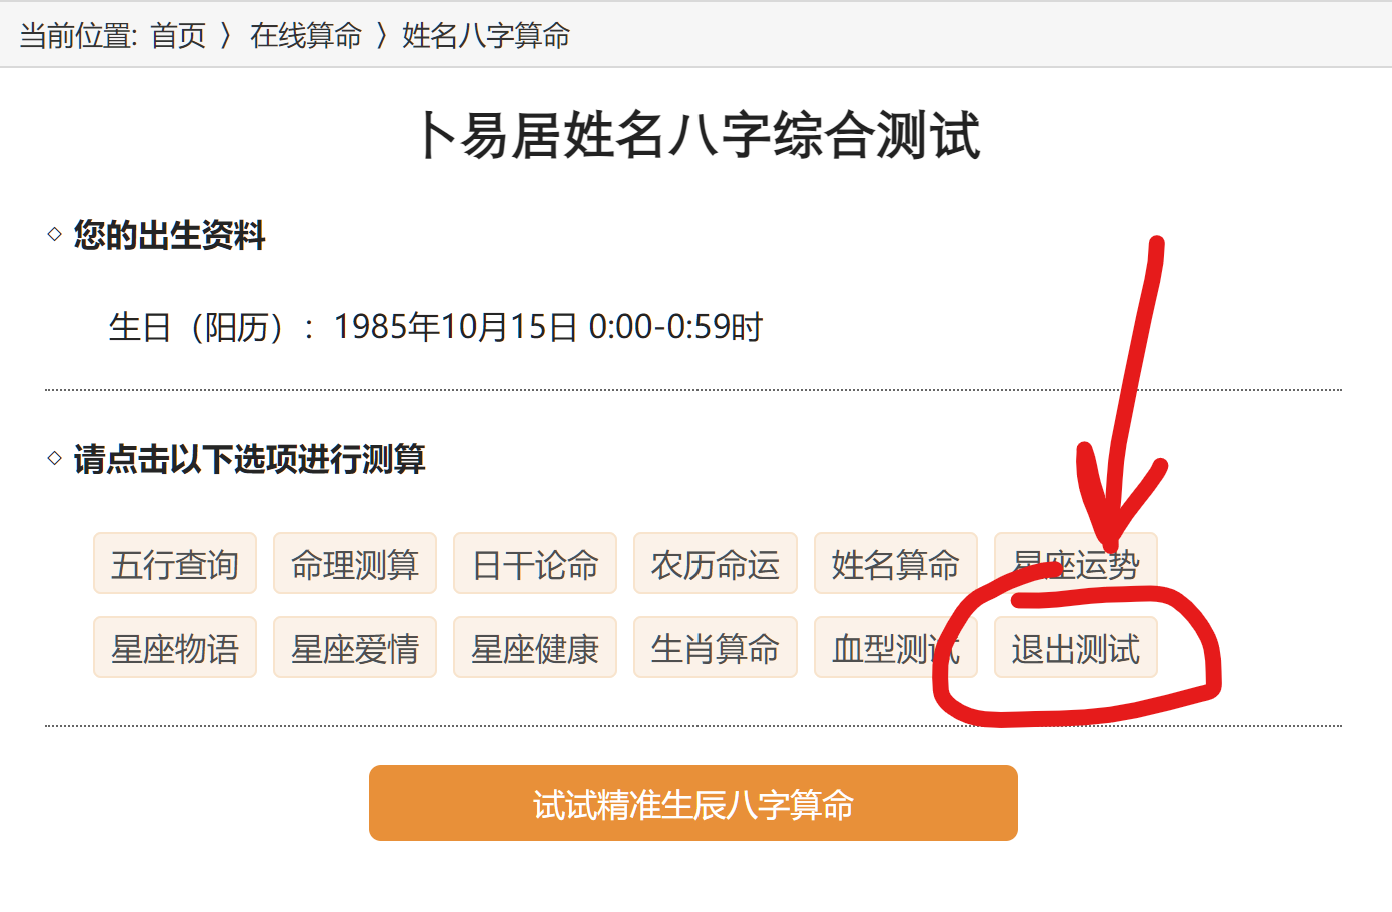 当前位置: 首页 〉 在线算命 〉 姓名八字算命
卜易居姓名八字综合测试
◇ 您的出生资料
生日（阳历）：1985年10月15日 0:00-0:59时
◇ 请点击以下选项进行测算
五行查询 命理测算 日干论命 农历命运 姓名算命 星座运势
星座物语 星座爱情 星座健康 生肖算命 血型测试 退出测试
试试精准生辰八字算命